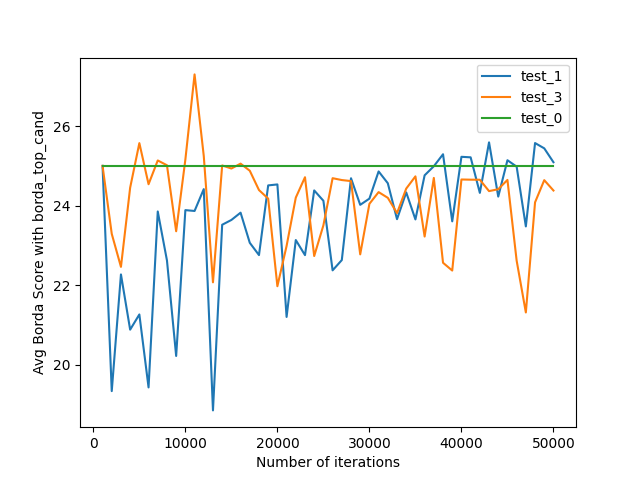 test_1
test_3
test_0
Avg Borda Score with borda_top_cand
26
24
22
20
0
10000
20000
30000
40000
50000
Number of iterations